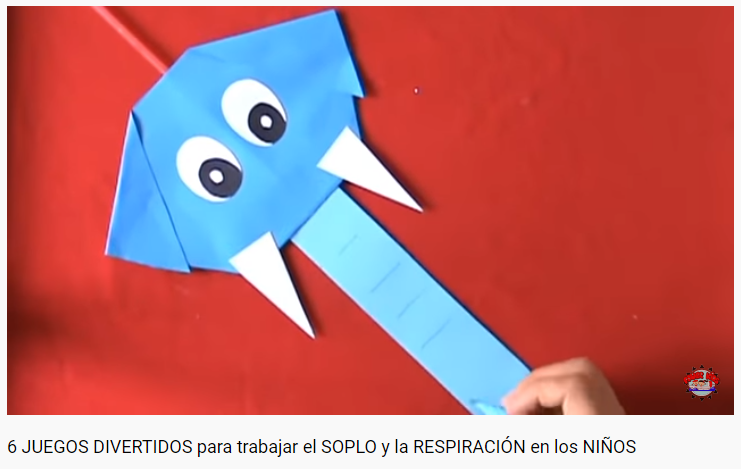 6 JUEGOS DIVERTIDOS para trabajar el SOPLO y la RESPIRACIÓN en los NIÑOS